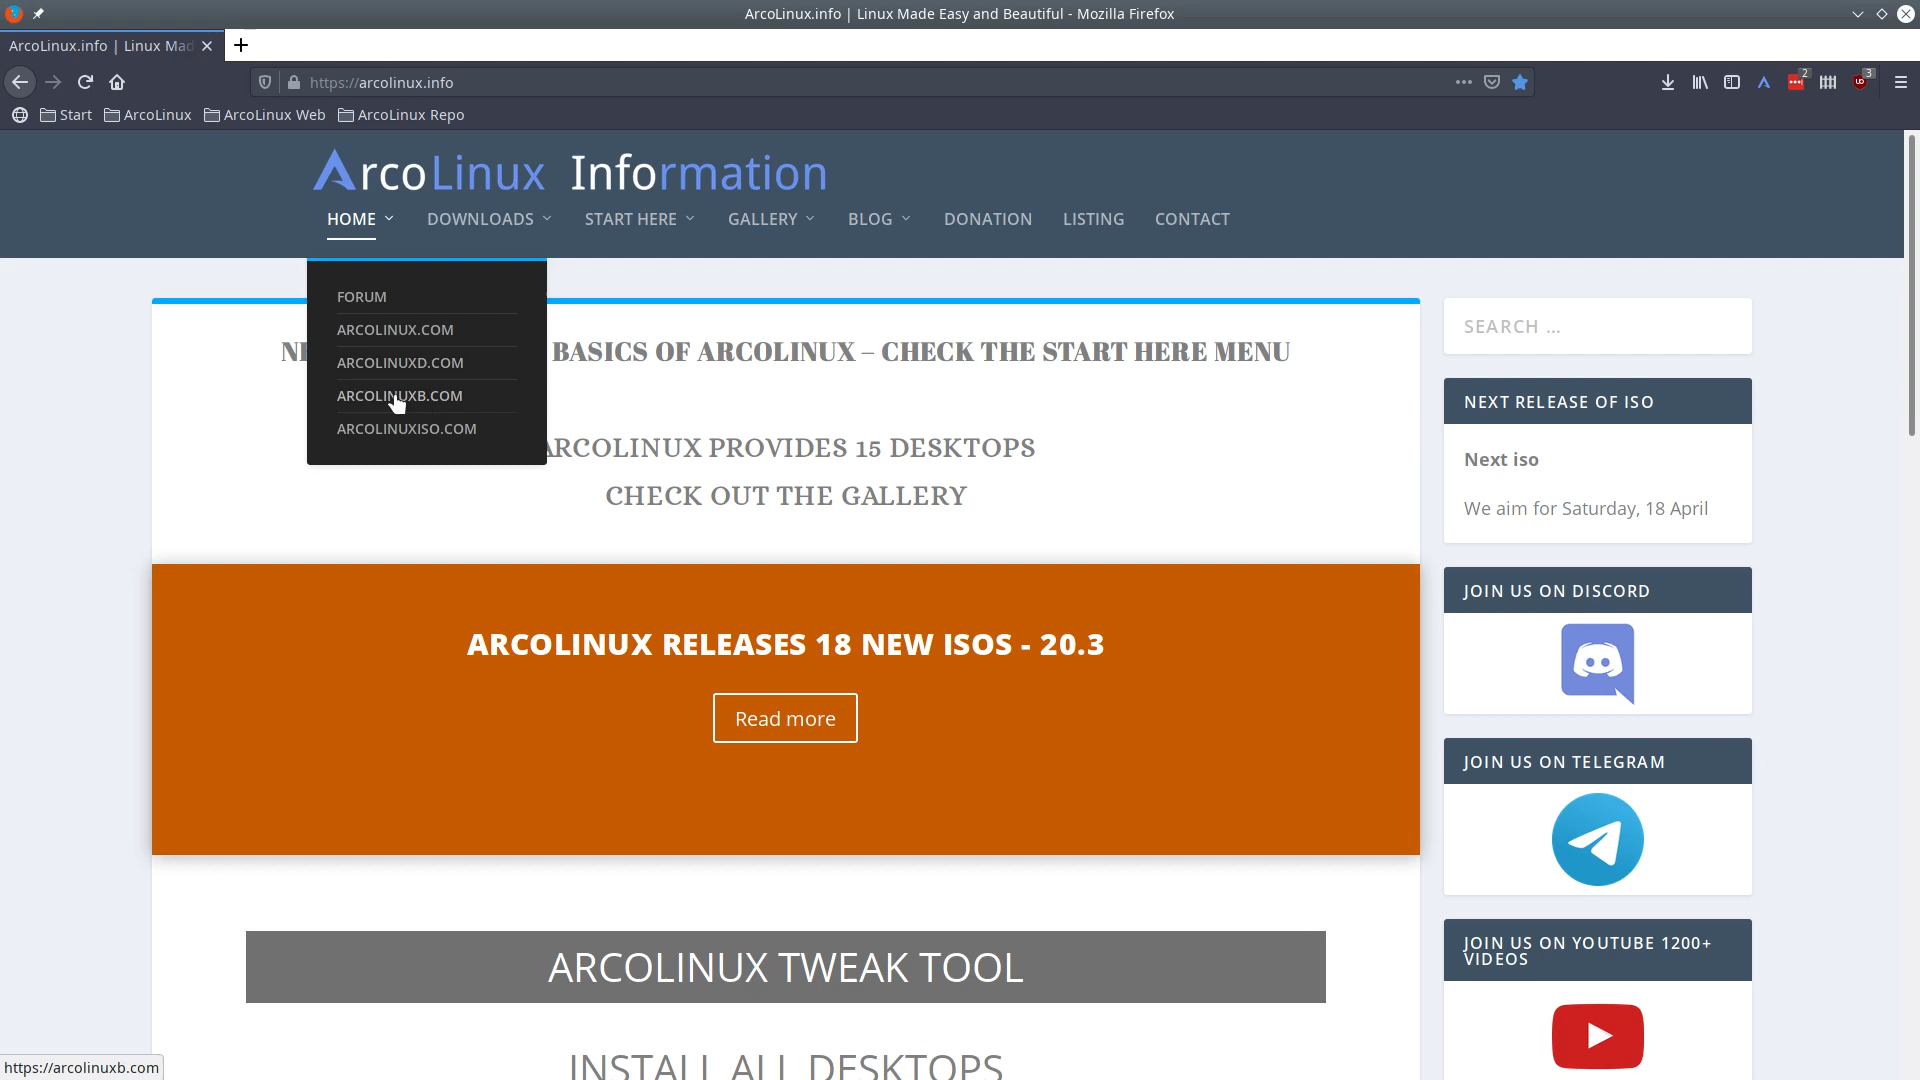 ArcoLinux.info | Linux Made Easy and Beautiful - Mozilla Firefox
ArcoLinux.info | Linux Mad
https://arcolinux.info
2
3
Start
ArcoLinux
ArcoLinux Web
ArcoLinux Repo
ArcoLinux Information
HOME
DOWNLOADS
START HERE
GALLERY
BLOG
DONATION
LISTING
CONTACT
FORUM
ARCOLINUX.COM
ARCOLINUXD.COM
ARCOLINUXB.COM
ARCOLINUXISO.COM
BASICS OF ARCOLINUX – CHECK THE START HERE MENU
ARCOLINUX PROVIDES 15 DESKTOPS
CHECK OUT THE GALLERY
ARCOLINUX RELEASES 18 NEW ISOS - 20.3
Read more
ARCOLINUX TWEAK TOOL
INSTALL ALL DESKTOPS
SEARCH ...
NEXT RELEASE OF ISO
Next iso
We aim for Saturday, 18 April
JOIN US ON DISCORD
JOIN US ON TELEGRAM
JOIN US ON YOUTUBE 1200+
VIDEOS
https://arcolinuxb.com